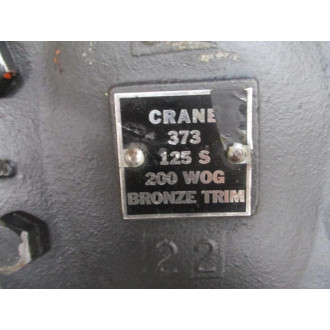 CRANE
373
125 S
200 WOG
BRONZE TRIM
22